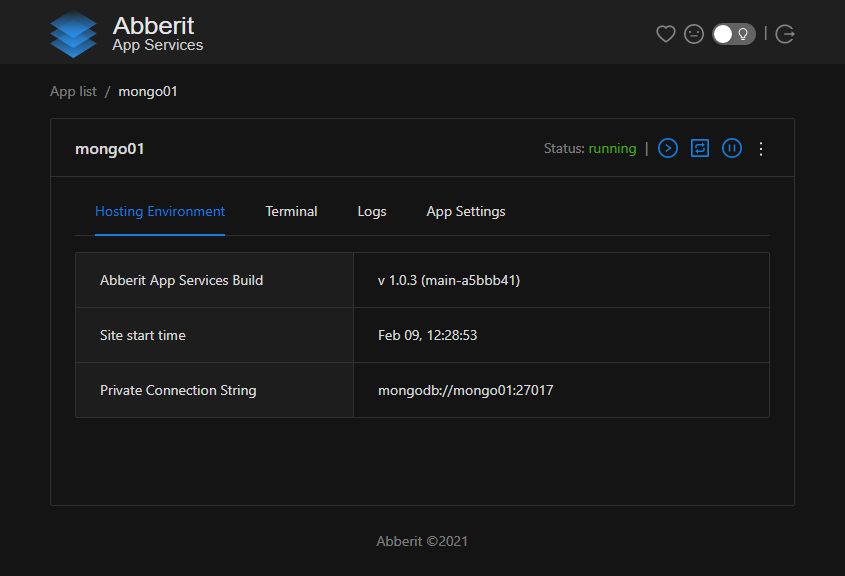 Abberit
App Services
App list / mongo01
mongo01
Status: running |
Hosting Environment Terminal Logs App Settings
Abberit App Services Build v 1.0.3 (main-a5bbb41)
Site start time Feb 09, 12:28:53
Private Connection String mongodb://mongo01:27017
Abberit ©2021